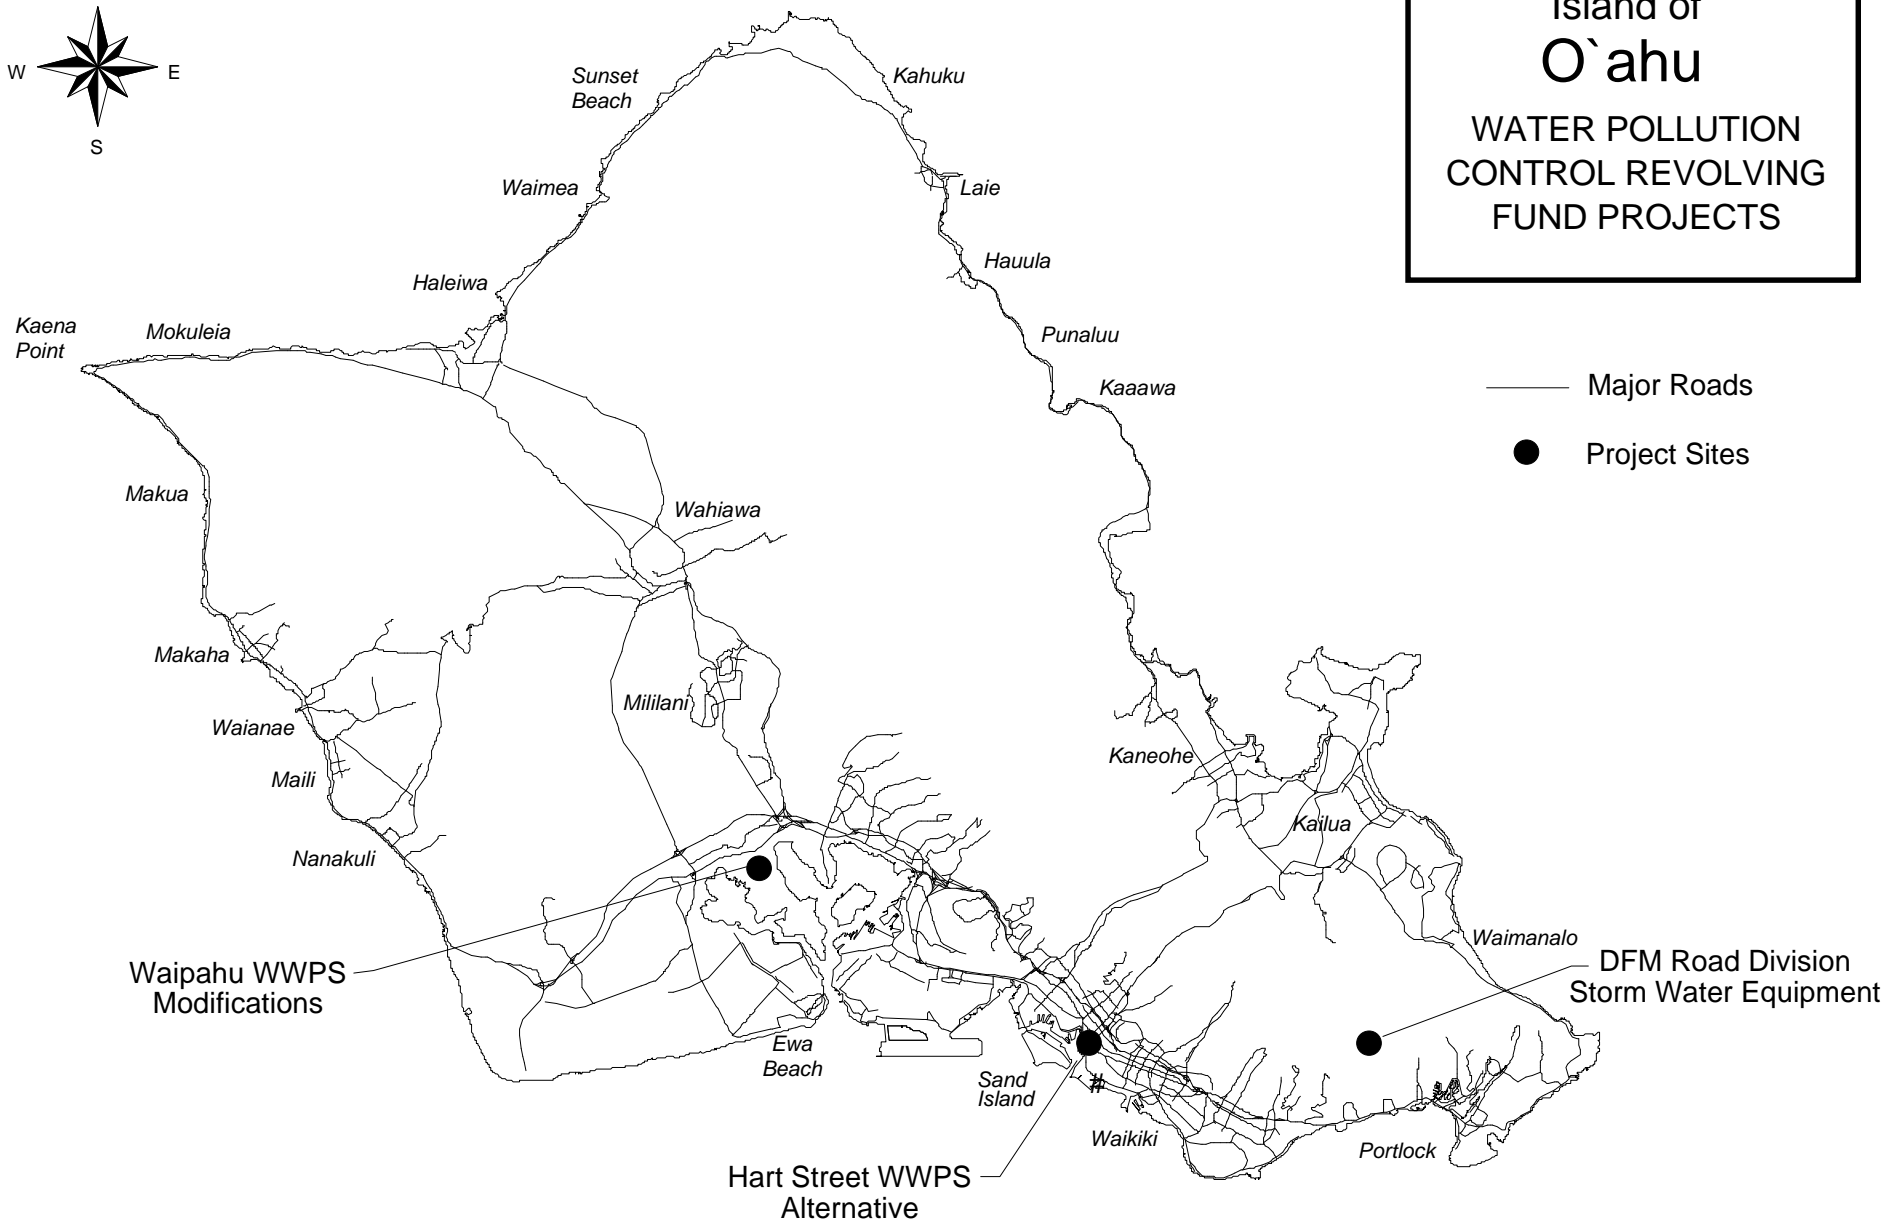 W
E
S
Island of
O`ahu
WATER POLLUTION
CONTROL REVOLVING
FUND PROJECTS
Major Roads
Project Sites
Sunset
Beach
Kahuku
Waimea
Laie
Hauula
Haleiwa
Kaena
Point
Mokuleia
Punaluu
Kaaawa
Makua
Wahiawa
Makaha
Mililani
Waianae
Kaneohe
Maili
Kailua
Nanakuli
Waimanalo
Waipahu WWPS
Modifications
DFM Road Division
Storm Water Equipment
Ewa
Beach
Sand
Island
#
Waikiki
Portlock
Hart Street WWPS
Alternative